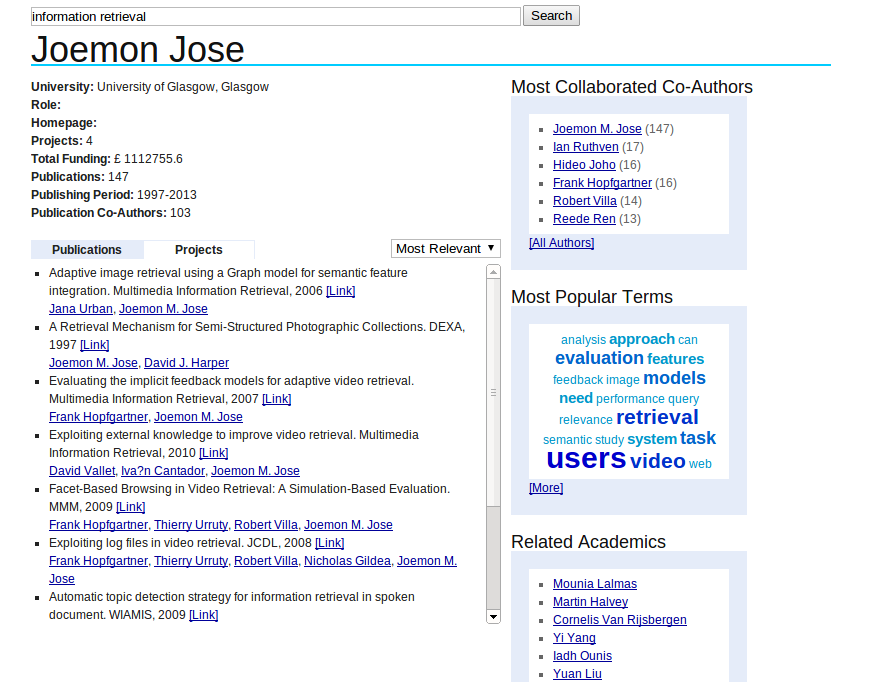 information retrieval Search
Joemon Jose
University: University of Glasgow, Glasgow
Role:
Homepage:
Projects: 4
Total Funding: £ 1112755.6
Publications: 147
Publishing Period: 1997-2013
Publication Co-Authors: 103
Publications Projects Most Relevant
Adaptive image retrieval using a Graph model for semantic feature
integration. Multimedia Information Retrieval, 2006 [Link]
Jana Urban, Joemon M. Jose
A Retrieval Mechanism for Semi-Structured Photographic Collections. DEXA,
1997 [Link]
Joemon M. Jose, David J. Harper
Evaluating the implicit feedback models for adaptive video retrieval.
Multimedia Information Retrieval, 2007 [Link]
Frank Hopfgartner, Joemon M. Jose
Exploiting external knowledge to improve video retrieval. Multimedia
Information Retrieval, 2010 [Link]
David Vallet, Iva?n Cantador, Joemon M. Jose
Facet-Based Browsing in Video Retrieval: A Simulation-Based Evaluation.
MMM, 2009 [Link]
Frank Hopfgartner, Thierry Urruty, Robert Villa, Joemon M. Jose
Exploiting log files in video retrieval. JCDL, 2008 [Link]
Frank Hopfgartner, Thierry Urruty, Robert Villa, Nicholas Gildea, Joemon M.
Jose
Automatic topic detection strategy for information retrieval in spoken
document. WIAMIS, 2009 [Link]
Most Collaborated Co-Authors
Joemon M. Jose (147)
Ian Ruthven (17)
Hideo Joho (16)
Frank Hopfgartner (16)
Robert Villa (14)
Reede Ren (13)
[All Authors]
Most Popular Terms
analysis approach can
evaluation features
feedback image models
need performance query
relevance retrieval
semantic study system task
users video web
[More]
Related Academics
Mounia Lalmas
Martin Halvey
Cornelis Van Rijsbergen
Yi Yang
Iadh Ounis
Yuan Liu